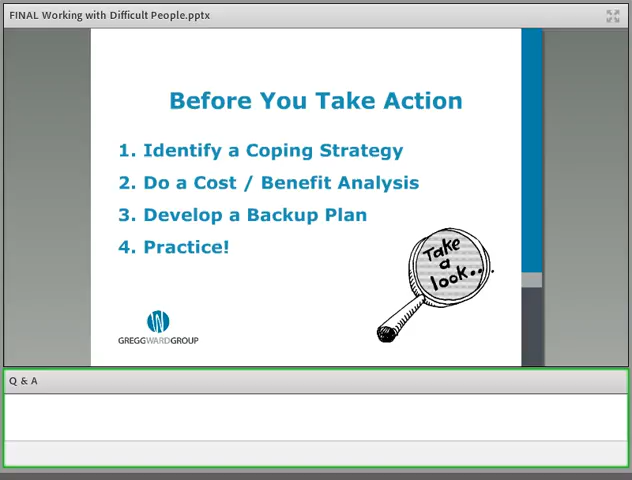 FINAL Working with Difficult People.pptx
Before You Take Action
1. Identify a Coping Strategy
2. Do a Cost / Benefit Analysis
3. Develop a Backup Plan
4. Practice!
Take
a
look..
GREGGWARDGROUP
Q & A